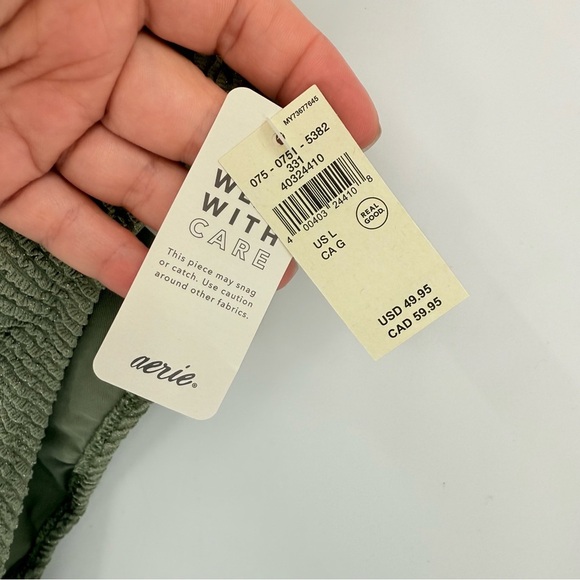 WITH
CARE
This piece may snag
or catch. Use caution
around other fabrics.
aerie®
MY73677645
075 - 0751 - 5382
331
40324410
4 00403 24410 8
REAL
GOOD.
US L
CA G
USD 49.95
CAD 59.95